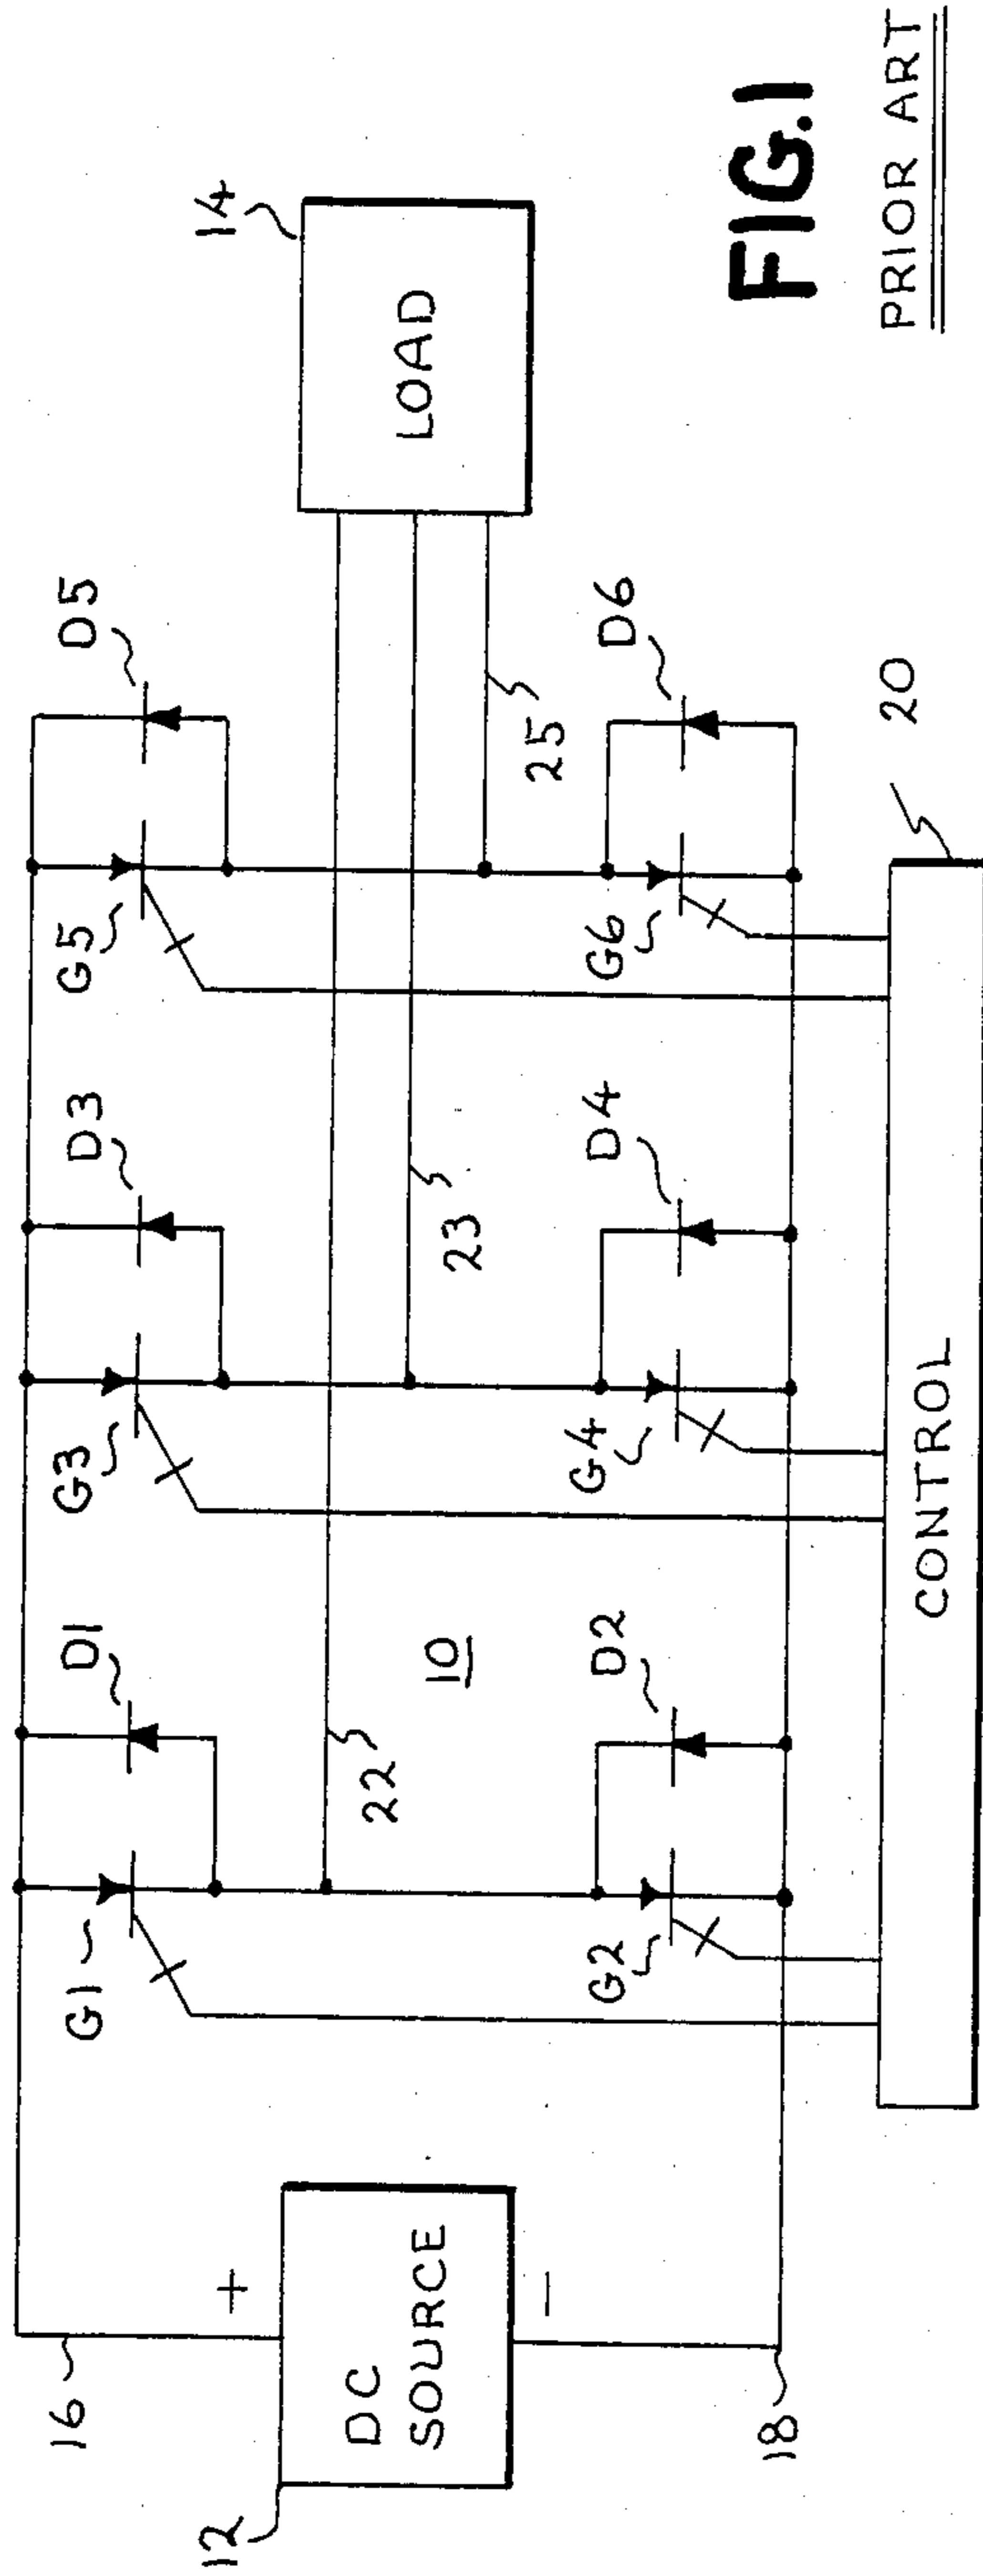 16
12
DC
SOURCE
+
−
18
G1
D1
G3
D3
G5
D5
14
LOAD
22
10
23
25
G2
D2
G4
D4
G6
D6
20
CONTROL
FIG.1
PRIOR ART